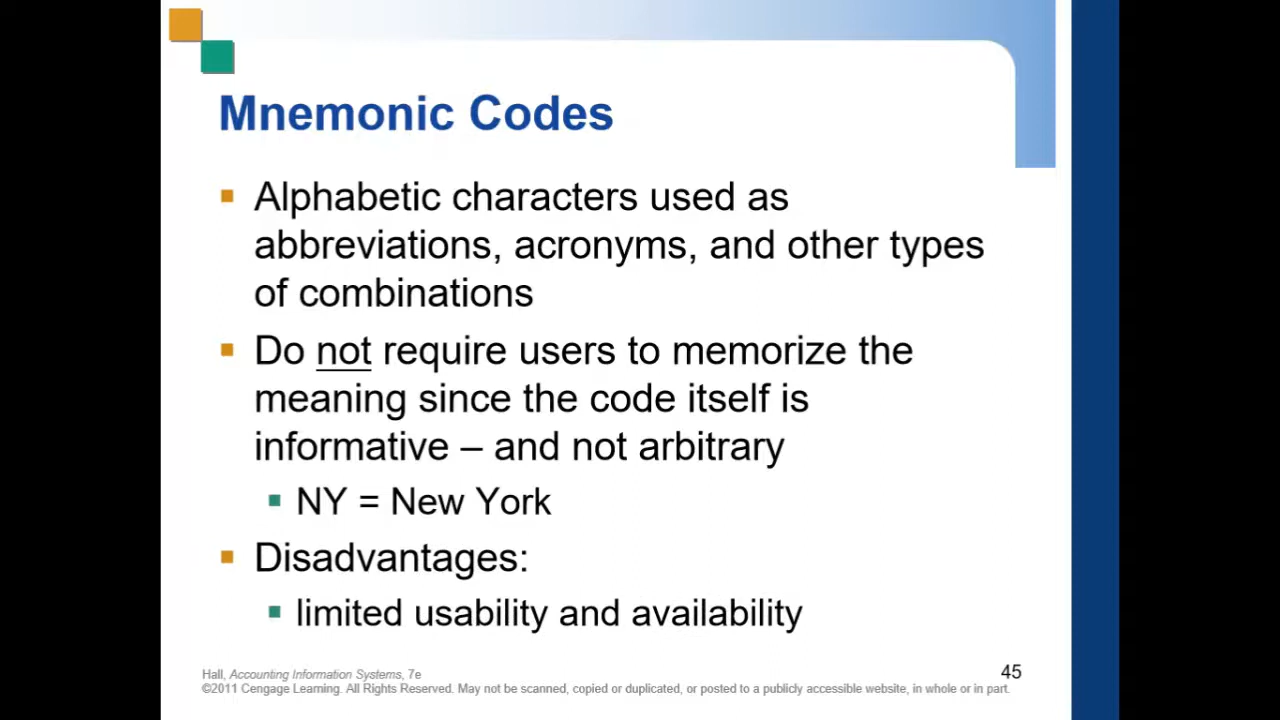 Mnemonic Codes
Alphabetic characters used as
abbreviations, acronyms, and other types
of combinations
Do not require users to memorize the
meaning since the code itself is
informative – and not arbitrary
NY = New York
Disadvantages:
limited usability and availability
Hall, Accounting Information Systems, 7e
©2011 Cengage Learning. All Rights Reserved. May not be scanned, copied or duplicated, or posted to a publicly accessible website, in whole or in part.
45